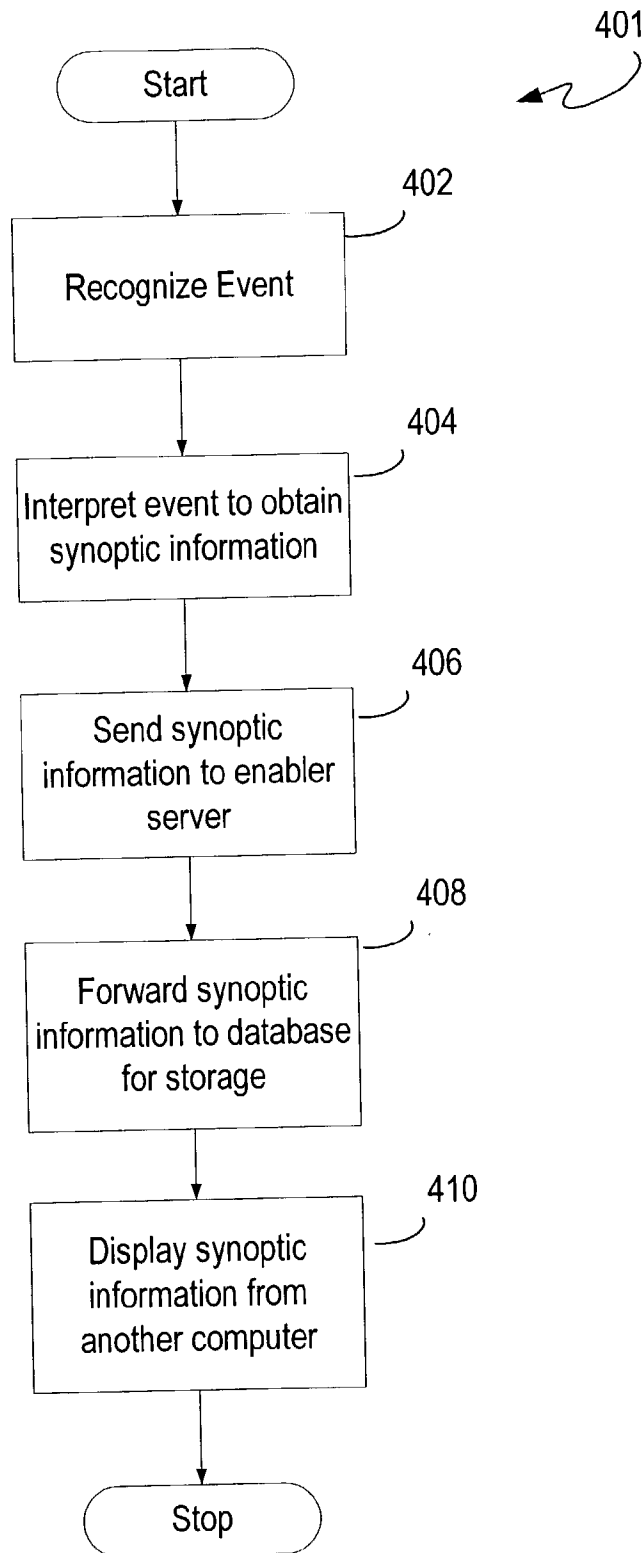 401
Start
402
Recognize Event
404
Interpret event to obtain
synoptic information
406
Send synoptic
information to enabler
server
408
Forward synoptic
information to database
for storage
410
Display synoptic
information from
another computer
Stop